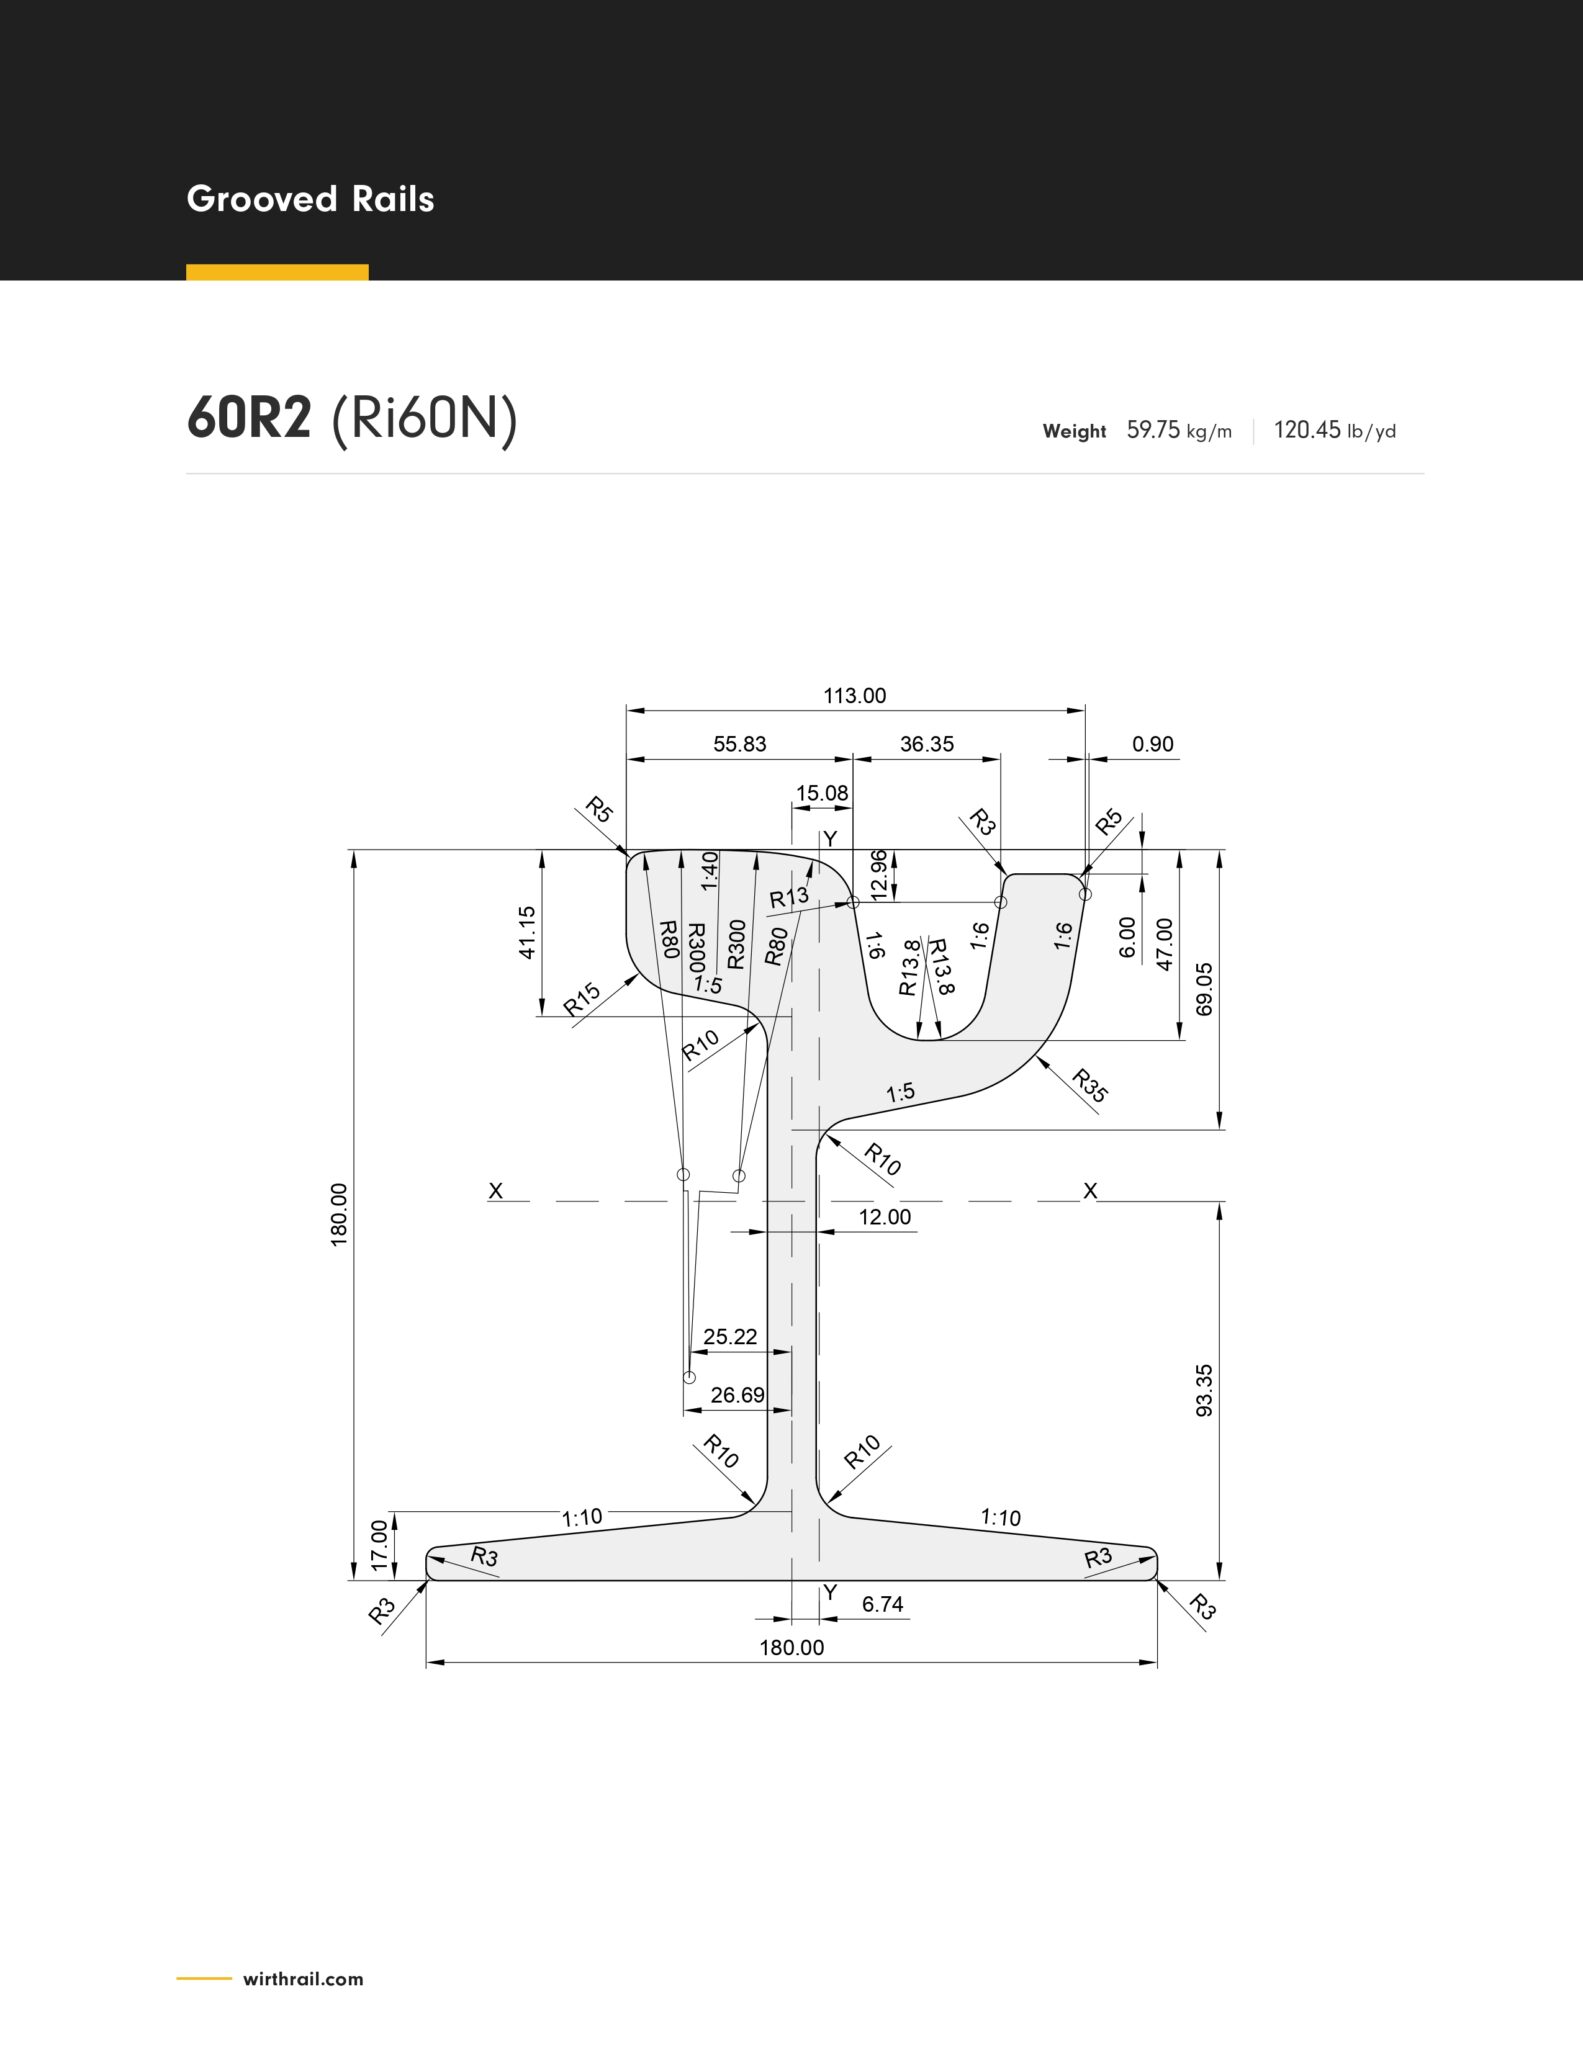 Grooved Rails
60R2 (Ri60N)
Weight 59.75 kg/m 120.45 lb/yd
113.00
55.83
36.35
0.90
15.08
R5
Y
R3
R5
12.96
1:40
R13
41.15
R80
R300
R300
R80
1:6
R13.8
R13.8
1:6
1:6
6.00
47.00
69.05
1:5
R15
R10
1:5
R35
R10
180.00
X
X
12.00
25.22
26.69
93.35
R10
R10
17.00
1:10
1:10
R3
R3
R3
Y
6.74
R3
180.00
wirthrail.com